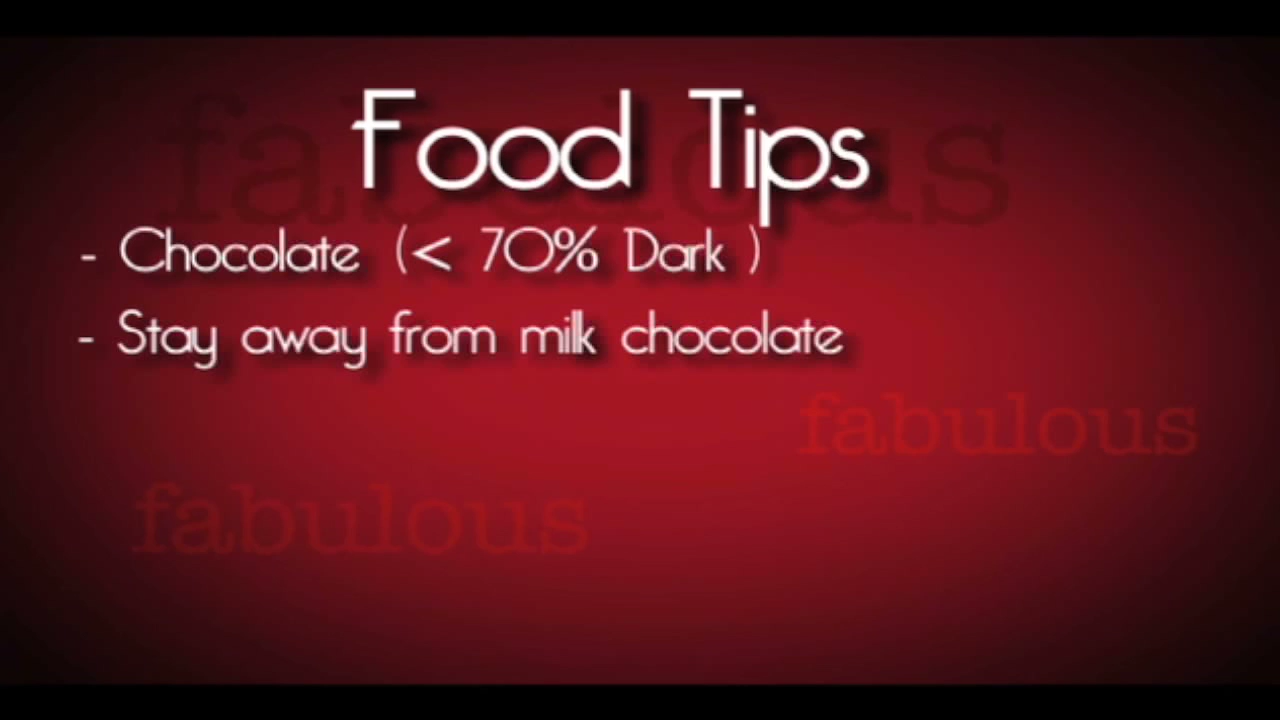 fabulous
Food Tips
- Chocolate (< 70% Dark )
- Stay away from milk chocolate
fabulous
fabulous